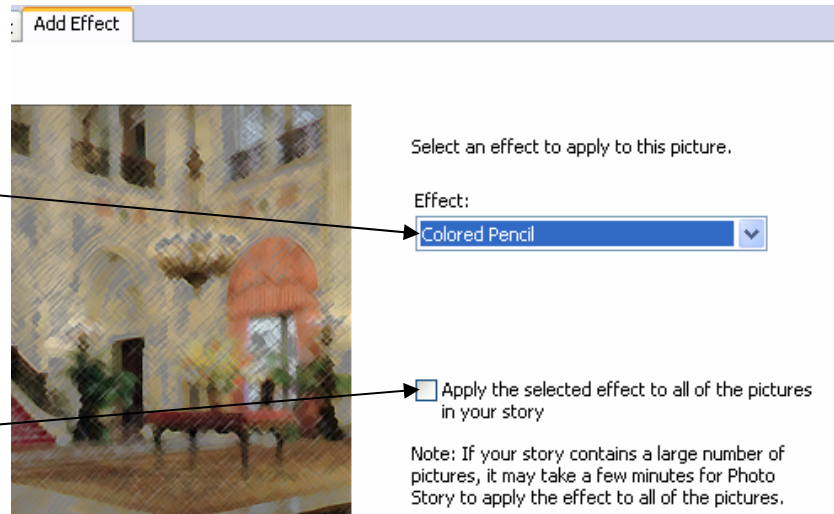 Add Effect
Select an effect to apply to this picture.
Effect:
Colored Pencil
Apply the selected effect to all of the pictures
in your story
Note: If your story contains a large number of
pictures, it may take a few minutes for Photo
Story to apply the effect to all of the pictures.